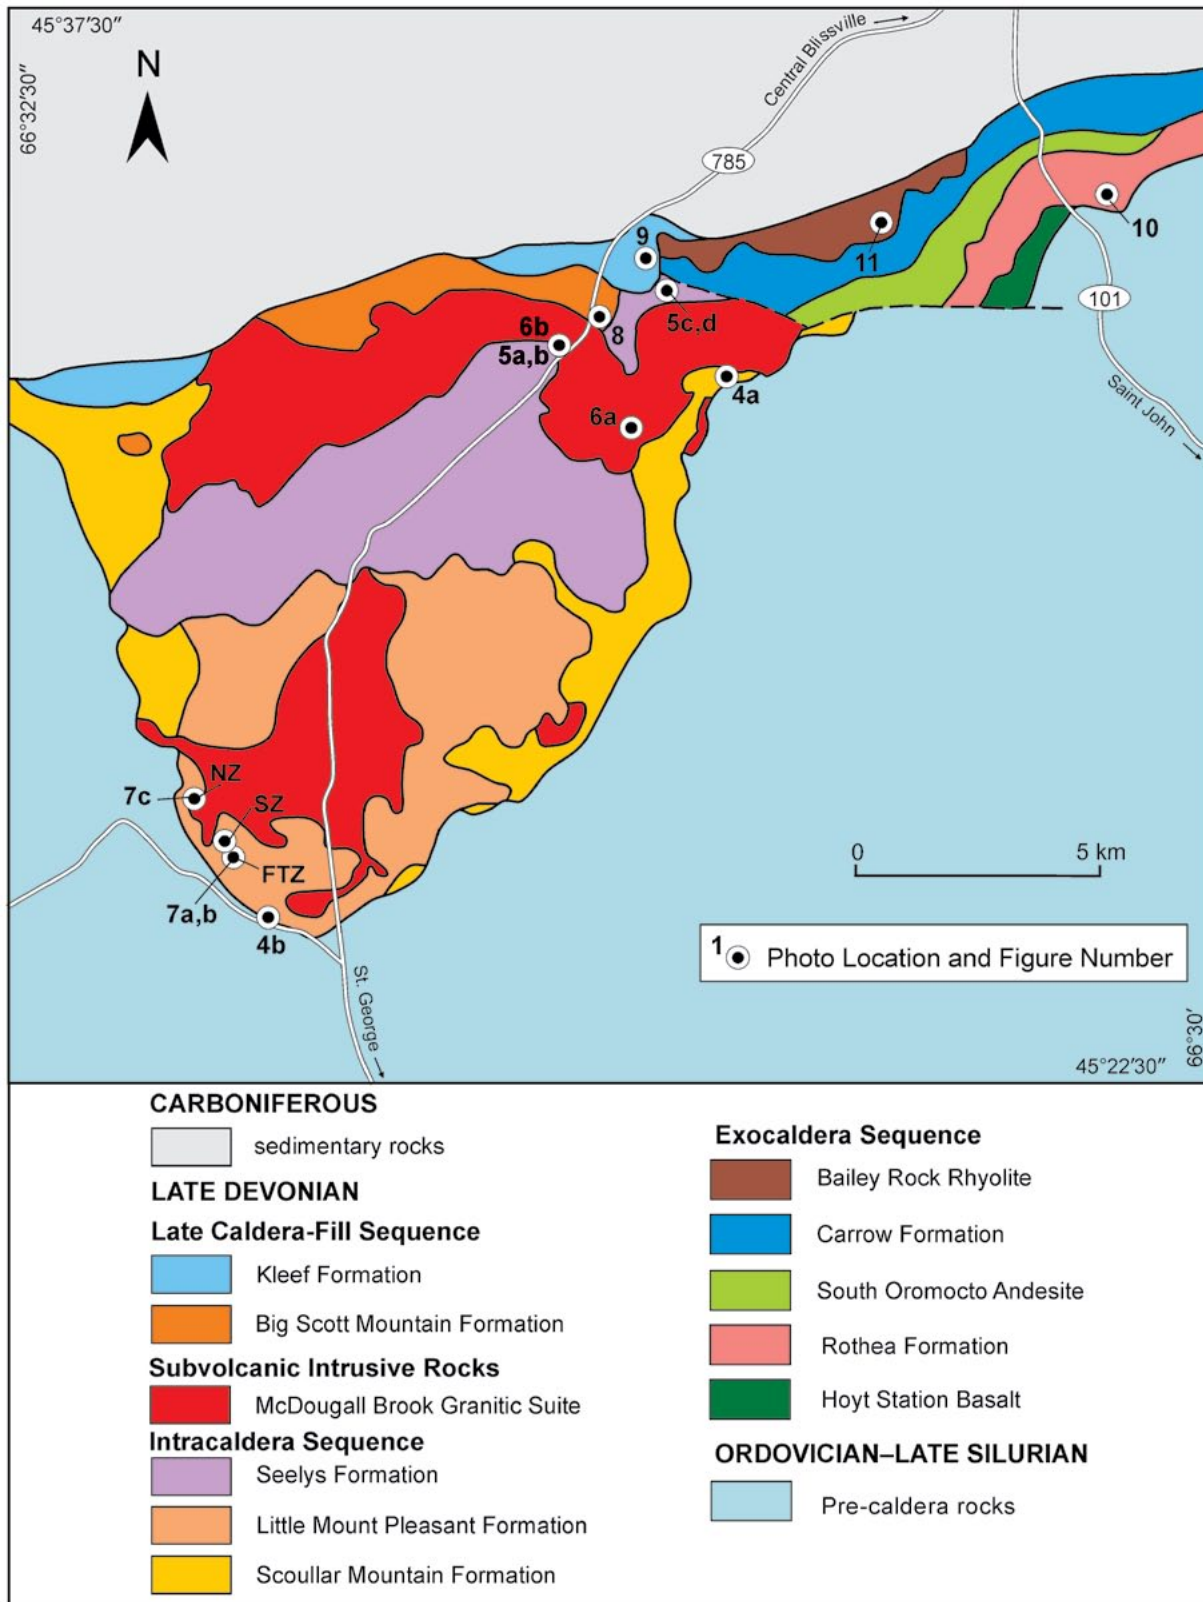 45°37'30"
66°32'30"
N
Central Blissville
785
9
11
10
6b
5a,b
8
5c,d
101
4a
6a
Saint John
NZ
7c
SZ
FTZ
7a,b
4b
0 5 km
1 Photo Location and Figure Number
St. George
66°30'
45°22'30"
CARBONIFEROUS
sedimentary rocks
LATE DEVONIAN
Late Caldera-Fill Sequence
Kleef Formation
Big Scott Mountain Formation
Subvolcanic Intrusive Rocks
McDougall Brook Granitic Suite
Intracaldera Sequence
Seelys Formation
Little Mount Pleasant Formation
Scoullar Mountain Formation
Exocaldera Sequence
Bailey Rock Rhyolite
Carrow Formation
South Oromocto Andesite
Rothea Formation
Hoyt Station Basalt
ORDOVICIAN–LATE SILURIAN
Pre-caldera rocks